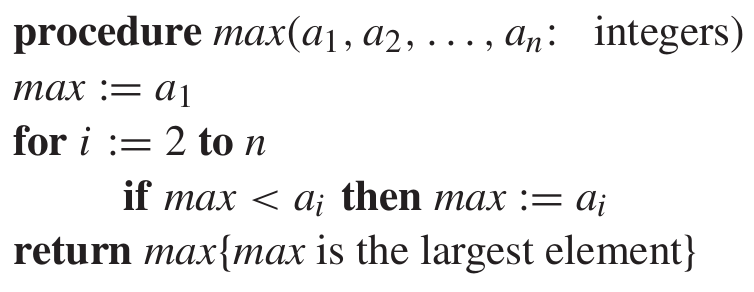 procedure max(a₁, a₂, . . . , aₙ: integers)
max := a₁
for i := 2 to n
if max < aᵢ then max := aᵢ
return max{max is the largest element}